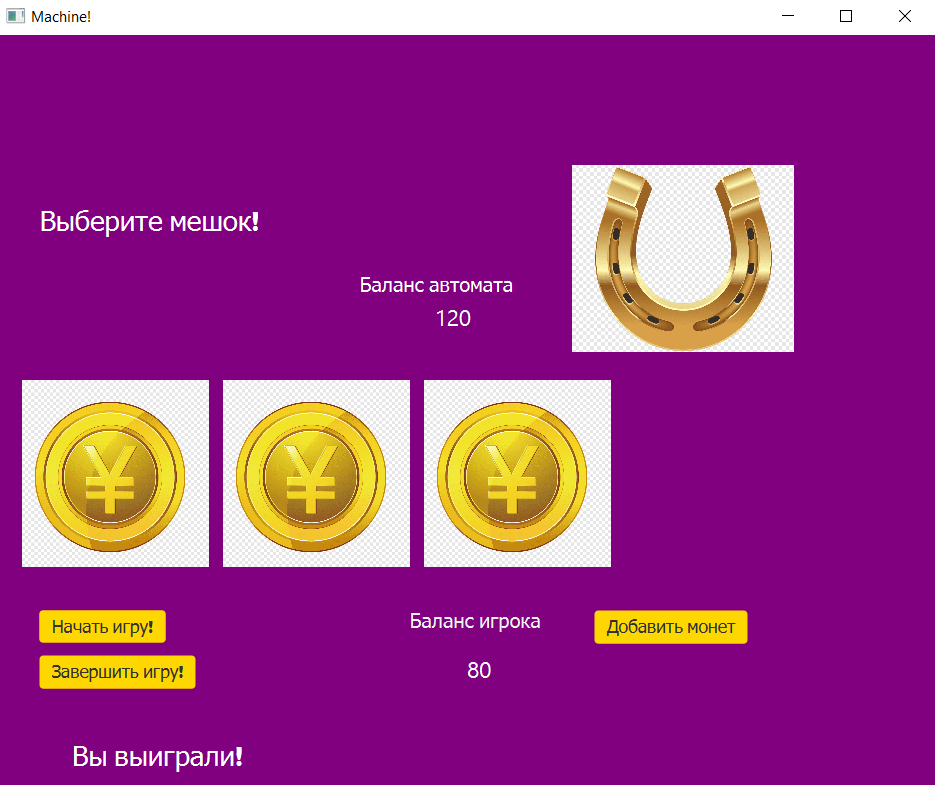 Machine!
Выберите мешок!
Баланс автомата
120
¥ ¥ ¥
Начать игру!
Баланс игрока
Добавить монет
Завершить игру!
80
Вы выиграли!